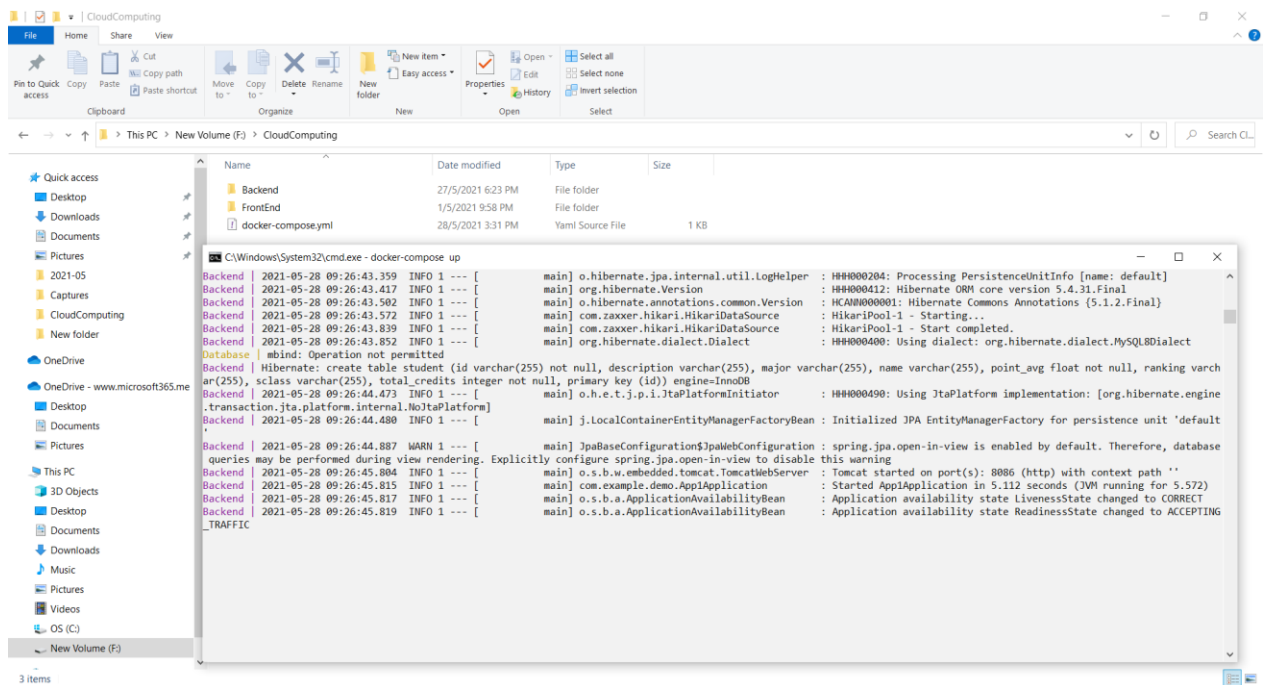 CloudComputing
File Home Share View
Pin to Quick access
Copy
Paste
Cut
Copy path
Paste shortcut
Clipboard
Move to
Copy to
Delete
Rename
Organize
New folder
New item
Easy access
New
Properties
Open
Edit
History
Open
Select all
Select none
Invert selection
Select
This PC > New Volume (F:) > CloudComputing
Search Cl...
Name Date modified Type Size
Backend 27/5/2021 6:23 PM File folder
FrontEnd 1/5/2021 9:58 PM File folder
docker-compose.yml 28/5/2021 3:31 PM Yaml Source File 1 KB
Quick access
Desktop
Downloads
Documents
Pictures
2021-05
Captures
CloudComputing
New folder
OneDrive
OneDrive - www.microsoft365.me
Desktop
Documents
Pictures
This PC
3D Objects
Desktop
Documents
Downloads
Music
Pictures
Videos
OS (C:)
New Volume (F:)
3 items
C:\Windows\System32\cmd.exe - docker-compose up
Backend | 2021-05-28 09:26:43.359 INFO 1 --- [ main] o.hibernate.jpa.internal.util.LogHelper : HHH000204: Processing PersistenceUnitInfo [name: default]
Backend | 2021-05-28 09:26:43.417 INFO 1 --- [ main] org.hibernate.Version : HHH000412: Hibernate ORM core version 5.4.31.Final
Backend | 2021-05-28 09:26:43.502 INFO 1 --- [ main] o.hibernate.annotations.common.Version : HCANN000001: Hibernate Commons Annotations {5.1.2.Final}
Backend | 2021-05-28 09:26:43.572 INFO 1 --- [ main] com.zaxxer.hikari.HikariDataSource : HikariPool-1 - Starting...
Backend | 2021-05-28 09:26:43.839 INFO 1 --- [ main] com.zaxxer.hikari.HikariDataSource : HikariPool-1 - Start completed.
Backend | 2021-05-28 09:26:43.852 INFO 1 --- [ main] org.hibernate.dialect.Dialect : HHH000400: Using dialect: org.hibernate.dialect.MySQL8Dialect
Database | mbind: Operation not permitted
Backend | Hibernate: create table student (id varchar(255) not null, description varchar(255), major varchar(255), name varchar(255), point_avg float not null, ranking varch
ar(255), sclass varchar(255), total_credits integer not null, primary key (id)) engine=InnoDB
Backend | 2021-05-28 09:26:44.473 INFO 1 --- [ main] o.h.e.t.j.p.i.JtaPlatformInitiator : HHH000490: Using JtaPlatform implementation: [org.hibernate.engine
.transaction.jta.platform.internal.NoJtaPlatform]
Backend | 2021-05-28 09:26:44.480 INFO 1 --- [ main] j.LocalContainerEntityManagerFactoryBean : Initialized JPA EntityManagerFactory for persistence unit 'default
'
Backend | 2021-05-28 09:26:44.887 WARN 1 --- [ main] JpaBaseConfiguration$JpaWebConfiguration : spring.jpa.open-in-view is enabled by default. Therefore, database
queries may be performed during view rendering. Explicitly configure spring.jpa.open-in-view to disable this warning
Backend | 2021-05-28 09:26:45.804 INFO 1 --- [ main] o.s.b.w.embedded.tomcat.TomcatWebServer : Tomcat started on port(s): 8086 (http) with context path ''
Backend | 2021-05-28 09:26:45.815 INFO 1 --- [ main] com.example.demo.App1Application : Started App1Application in 5.112 seconds (JVM running for 5.572)
Backend | 2021-05-28 09:26:45.817 INFO 1 --- [ main] o.s.b.a.ApplicationAvailabilityBean : Application availability state LivenessState changed to CORRECT
Backend | 2021-05-28 09:26:45.819 INFO 1 --- [ main] o.s.b.a.ApplicationAvailabilityBean : Application availability state ReadinessState changed to ACCEPTING
_TRAFFIC